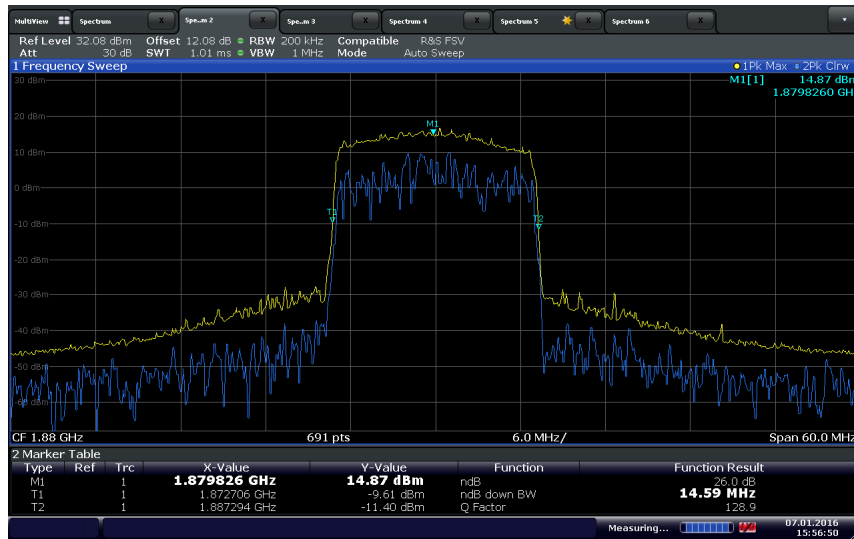 MultiView Spectrum X Spe..m 2 X Spe..m 3 X Spectrum 4 X Spectrum 5 X Spectrum 6 X
Ref Level 32.08 dBm Offset 12.08 dB RBW 200 kHz Compatible R&S FSV
Att 30 dB SWT 1.01 ms VBW 1 MHz Mode Auto Sweep
1 Frequency Sweep 1Pk Max 2Pk Clrw
30 dBm
M1[1] 14.87 dBm
1.8798260 GH
20 dBm
M1
10 dBm
0 dBm
T1
T2
-10 dBm
-20 dBm
-30 dBm
-40 dBm
-50 dBm
-60 dBm
CF 1.88 GHz 691 pts 6.0 MHz/ Span 60.0 MHz
2 Marker Table
Type Ref Trc X-Value Y-Value Function Function Result
M1 1 1.879826 GHz 14.87 dBm ndB 26.0 dB
T1 1 1.872706 GHz -9.61 dBm ndB down BW 14.59 MHz
T2 1 1.887294 GHz -11.40 dBm Q Factor 128.9
Measuring... 07.01.2016
15:56:50